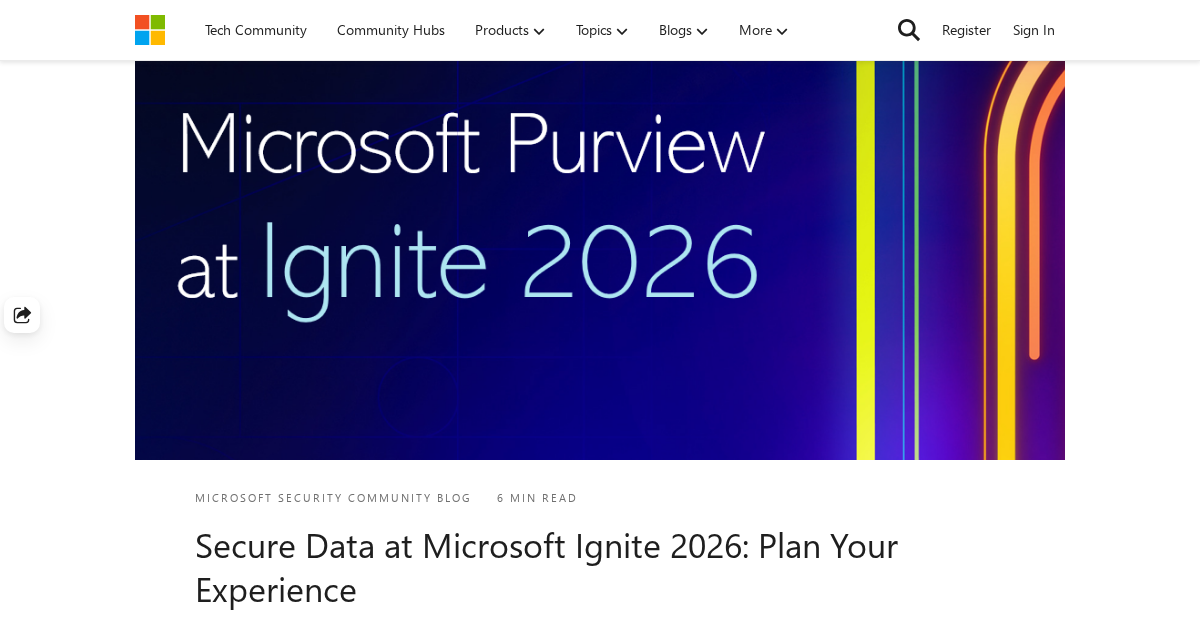 Tech Community Community Hubs Products Topics Blogs More Register Sign In
Microsoft Purview
at Ignite 2026
MICROSOFT SECURITY COMMUNITY BLOG 6 MIN READ
Secure Data at Microsoft Ignite 2026: Plan Your
Experience